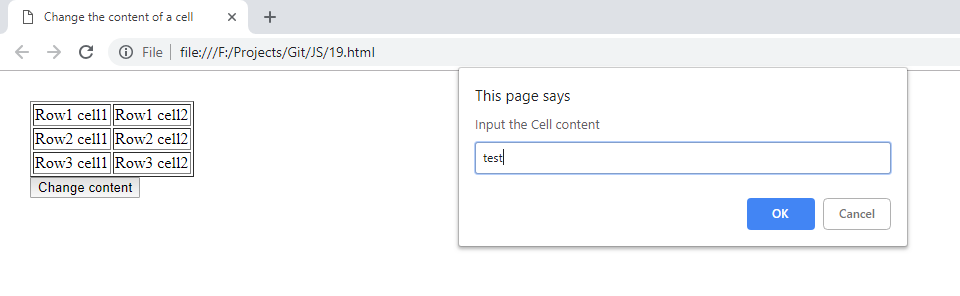 Change the content of a cell
File file:///F:/Projects/Git/JS/19.html
This page says
Input the Cell content
test
OK Cancel
Row1 cell1 Row1 cell2
Row2 cell1 Row2 cell2
Row3 cell1 Row3 cell2
Change content